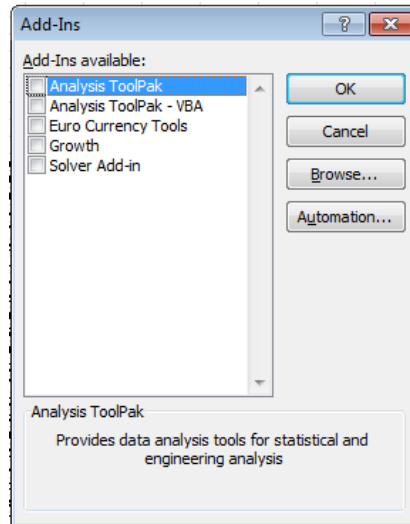 Add-Ins
Add-Ins available:
Analysis ToolPak
Analysis ToolPak - VBA
Euro Currency Tools
Growth
Solver Add-in
OK
Cancel
Browse...
Automation...
Analysis ToolPak
Provides data analysis tools for statistical and
engineering analysis